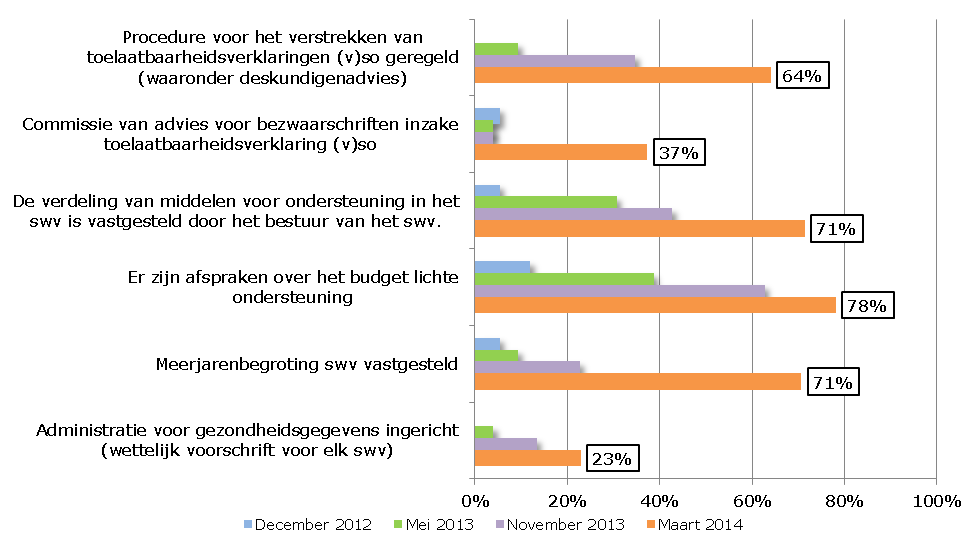 Procedure voor het verstrekken van
toelaatbaarheidsverklaringen (v)so geregeld
(waaronder deskundigenadvies)
64%
Commissie van advies voor bezwaarschriften inzake
toelaatbaarheidsverklaring (v)so
37%
De verdeling van middelen voor ondersteuning in het
swv is vastgesteld door het bestuur van het swv.
71%
Er zijn afspraken over het budget lichte
ondersteuning
78%
Meerjarenbegroting swv vastgesteld
71%
Administratie voor gezondheidsgegevens ingericht
(wettelijk voorschrift voor elk swv)
23%
0% 20% 40% 60% 80% 100%
December 2012 Mei 2013 November 2013 Maart 2014